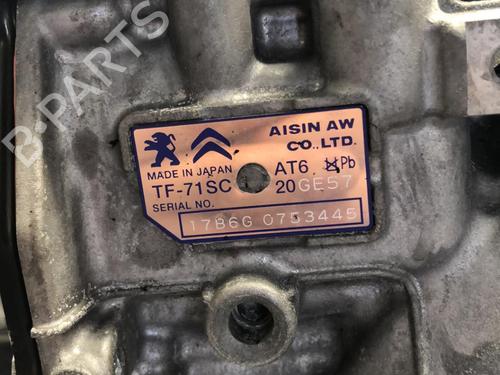 B-PARTS
AISIN AW
CO.,LTD.
MADE IN JAPAN
AT6 Pb
TF-71SC 20GE57
SERIAL NO.
17B6G 0753445